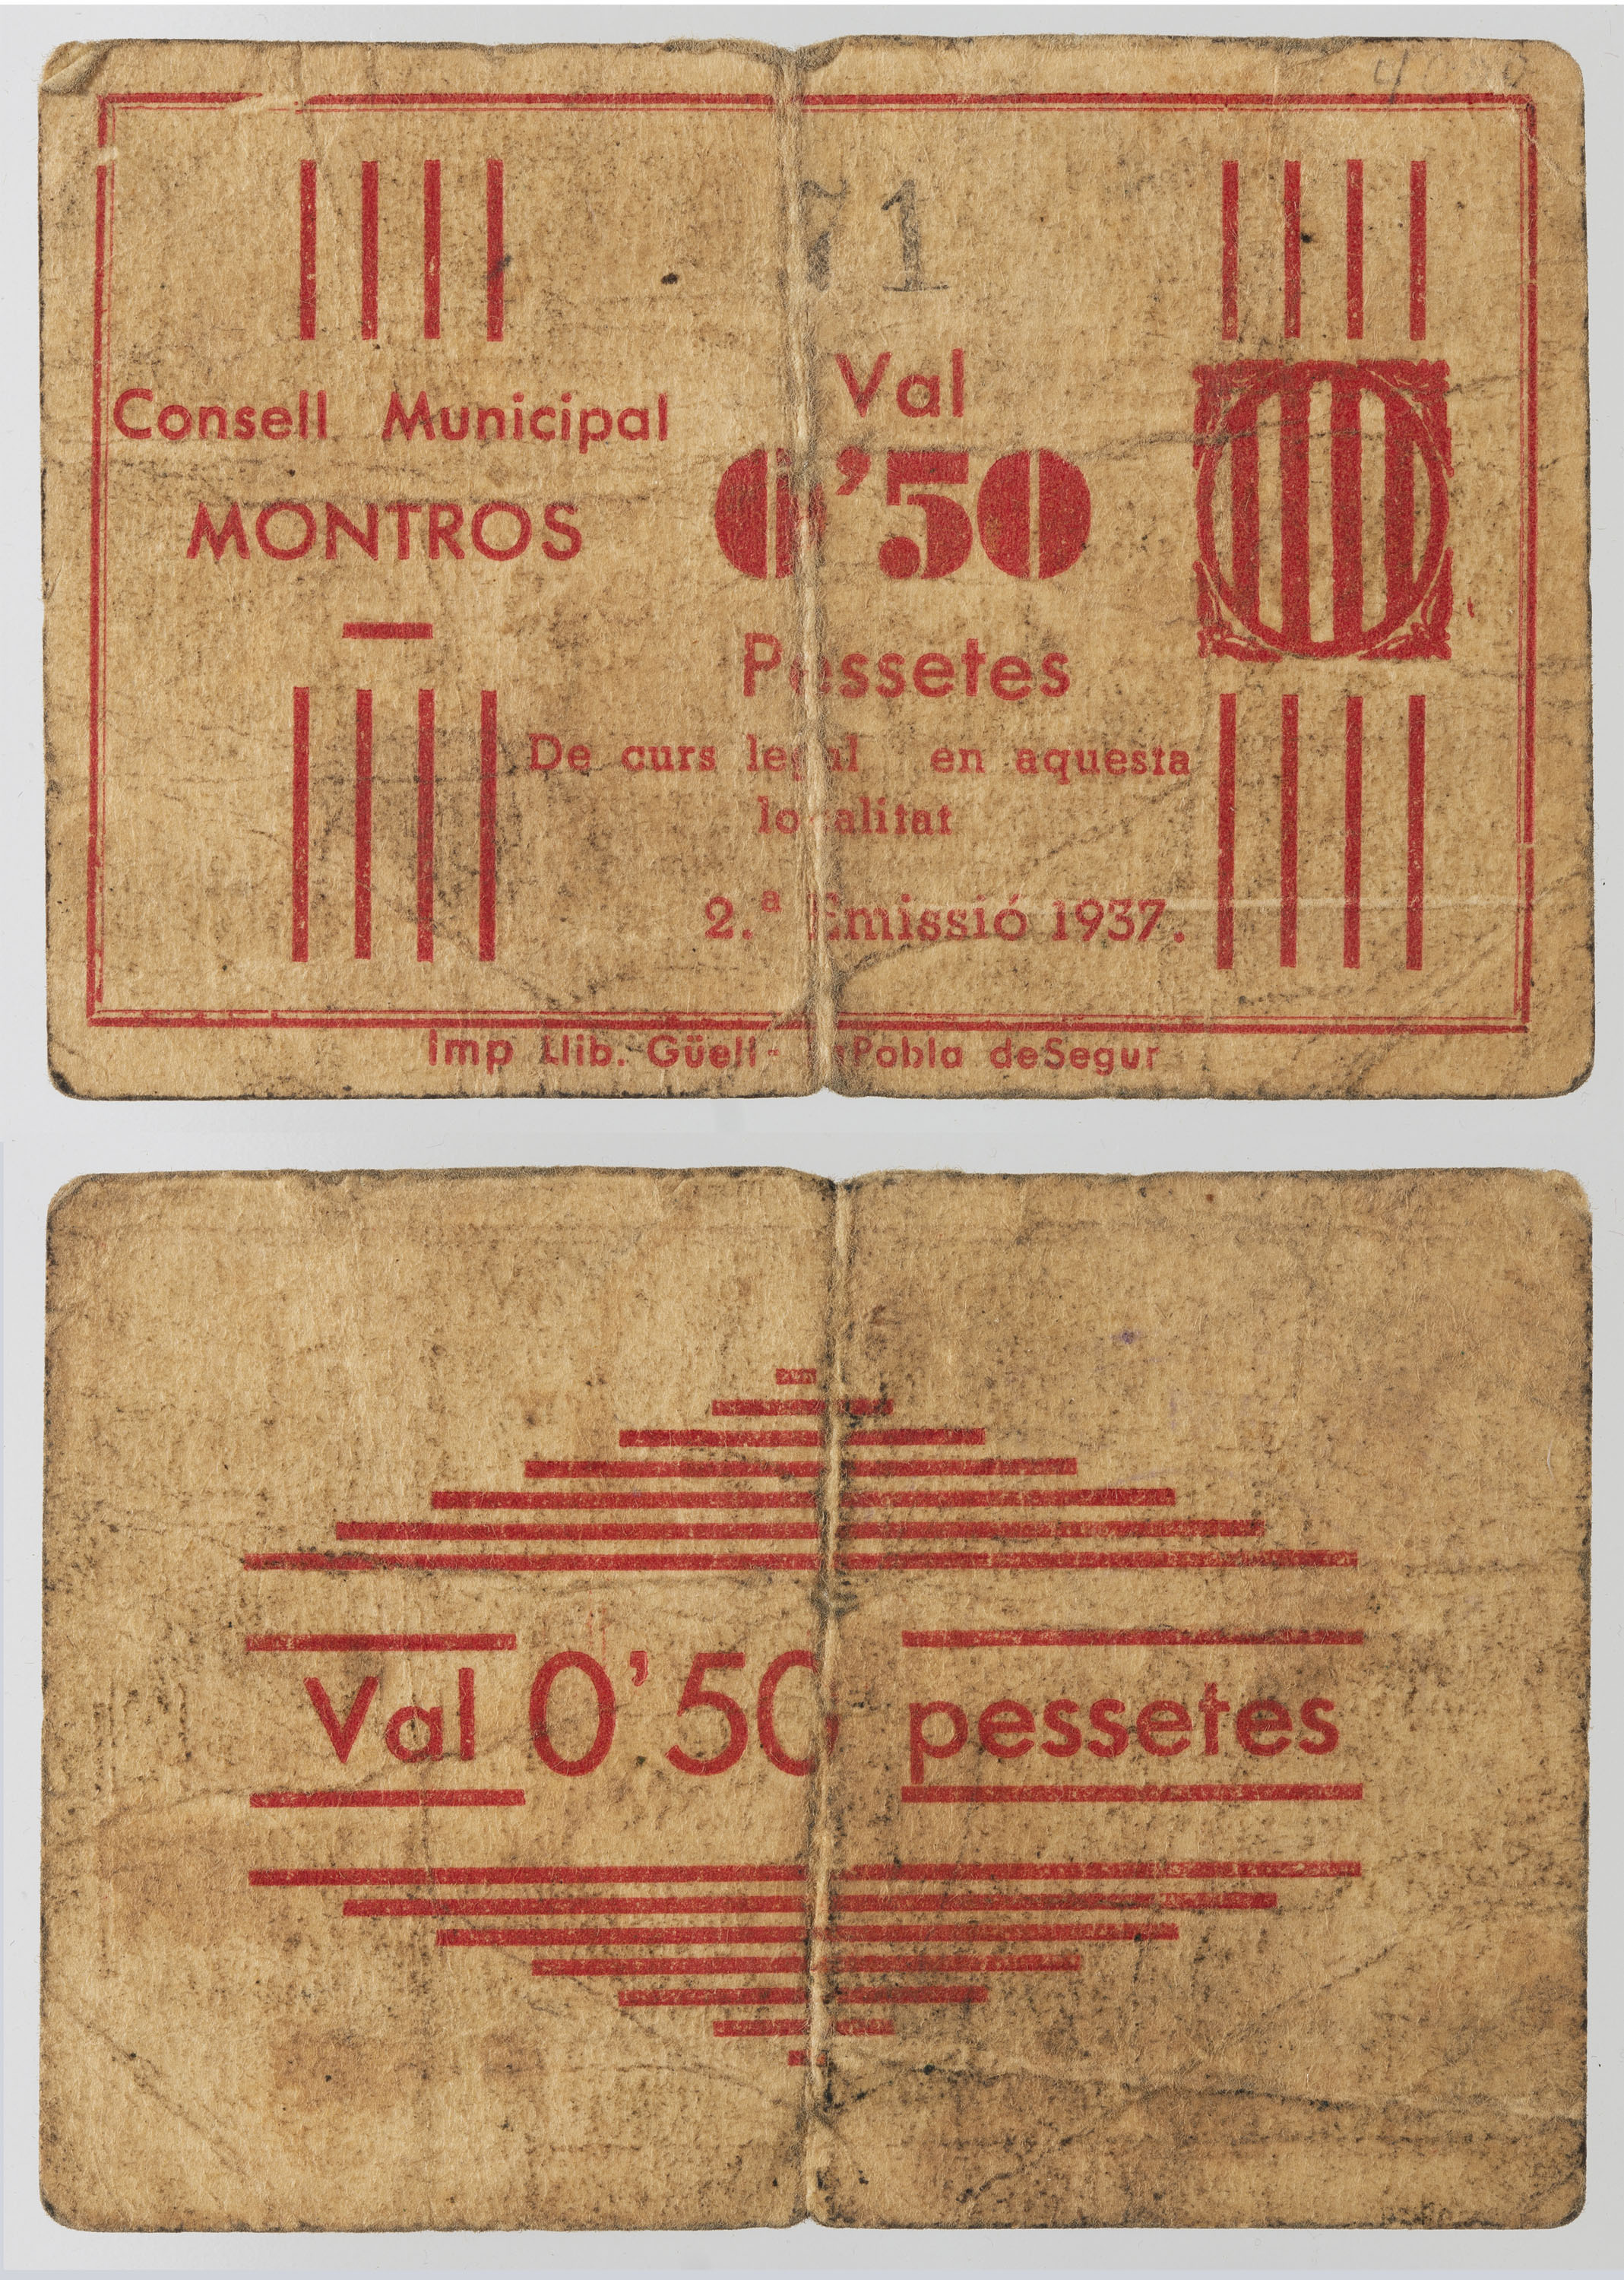 71
Consell Municipal
MONTROS
Val
0'50
Pessetes
De curs legal en aquesta
localitat
2.ª Emissió 1937.
Imp Llib. Güell- Pobla deSegur
Val 0'50 pessetes